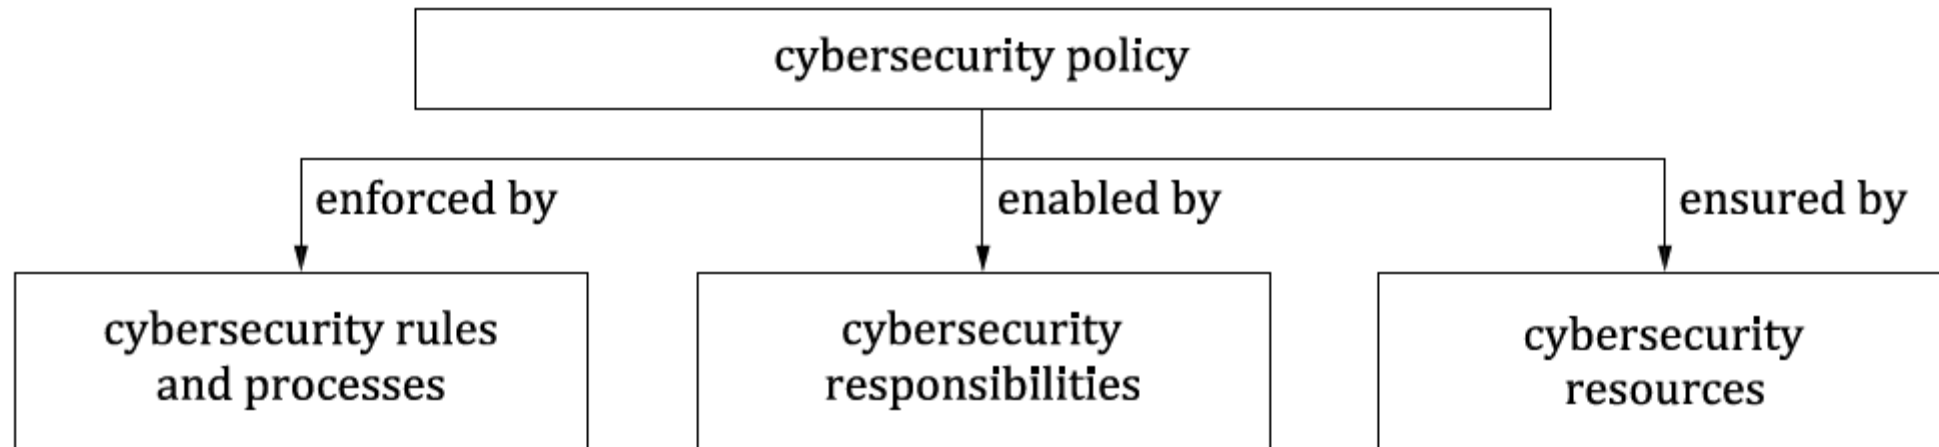 cybersecurity policy
enforced by
enabled by
ensured by
cybersecurity rules
and processes
cybersecurity
responsibilities
cybersecurity
resources